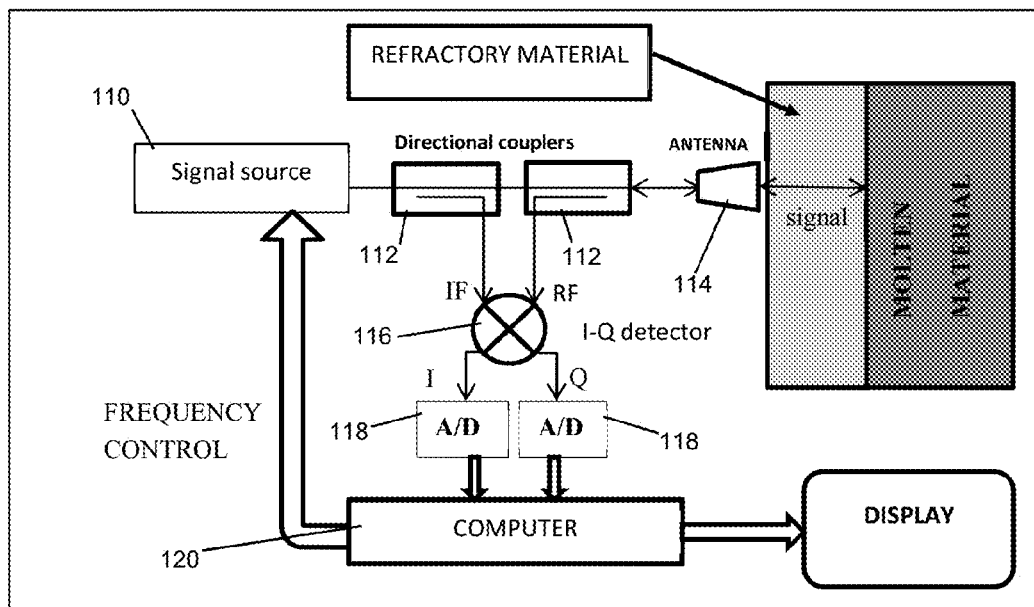 REFRACTORY MATERIAL
110
Signal source
Directional couplers
ANTENNA
signal
MOLTEN
MATERIAL
112
112
114
IF
RF
116
I-Q detector
I
Q
FREQUENCY
CONTROL
118
A/D
A/D
118
COMPUTER
120
DISPLAY